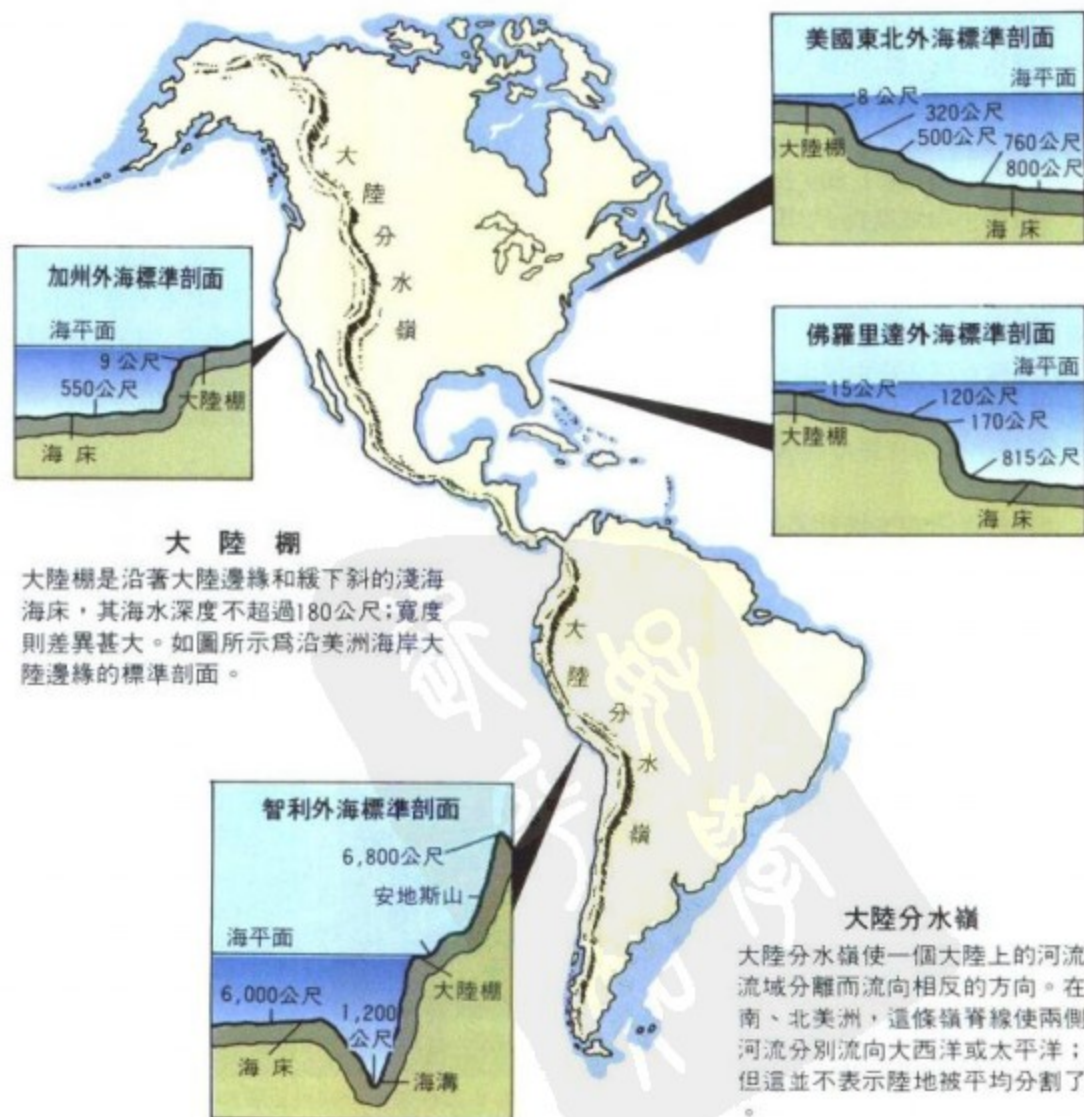 美國東北外海標準剖面
海平面
8公尺
320公尺
500公尺
760公尺
大陸棚
800公尺
海床
大
陸
分
水
嶺
加州外海標準剖面
海平面
9公尺
550公尺
大陸棚
海床
佛羅里達外海標準剖面
海平面
15公尺
120公尺
170公尺
大陸棚
815公尺
海床
大陸棚
大陸棚是沿著大陸邊緣和緩下斜的淺海
海床，其海水深度不超過180公尺；寬度
則差異甚大。如圖所示爲沿美洲海岸大
陸邊緣的標準剖面。
大
陸
分
水
嶺
智利外海標準剖面
6,800公尺
安地斯山
海平面
大陸棚
6,000公尺
1,200
公尺
海床
海溝
大陸分水嶺
大陸分水嶺使一個大陸上的河流
流域分離而流向相反的方向。在
南、北美洲，這條嶺脊線使兩側
河流分別流向大西洋或太平洋；
但這並不表示陸地被平均分割了
。